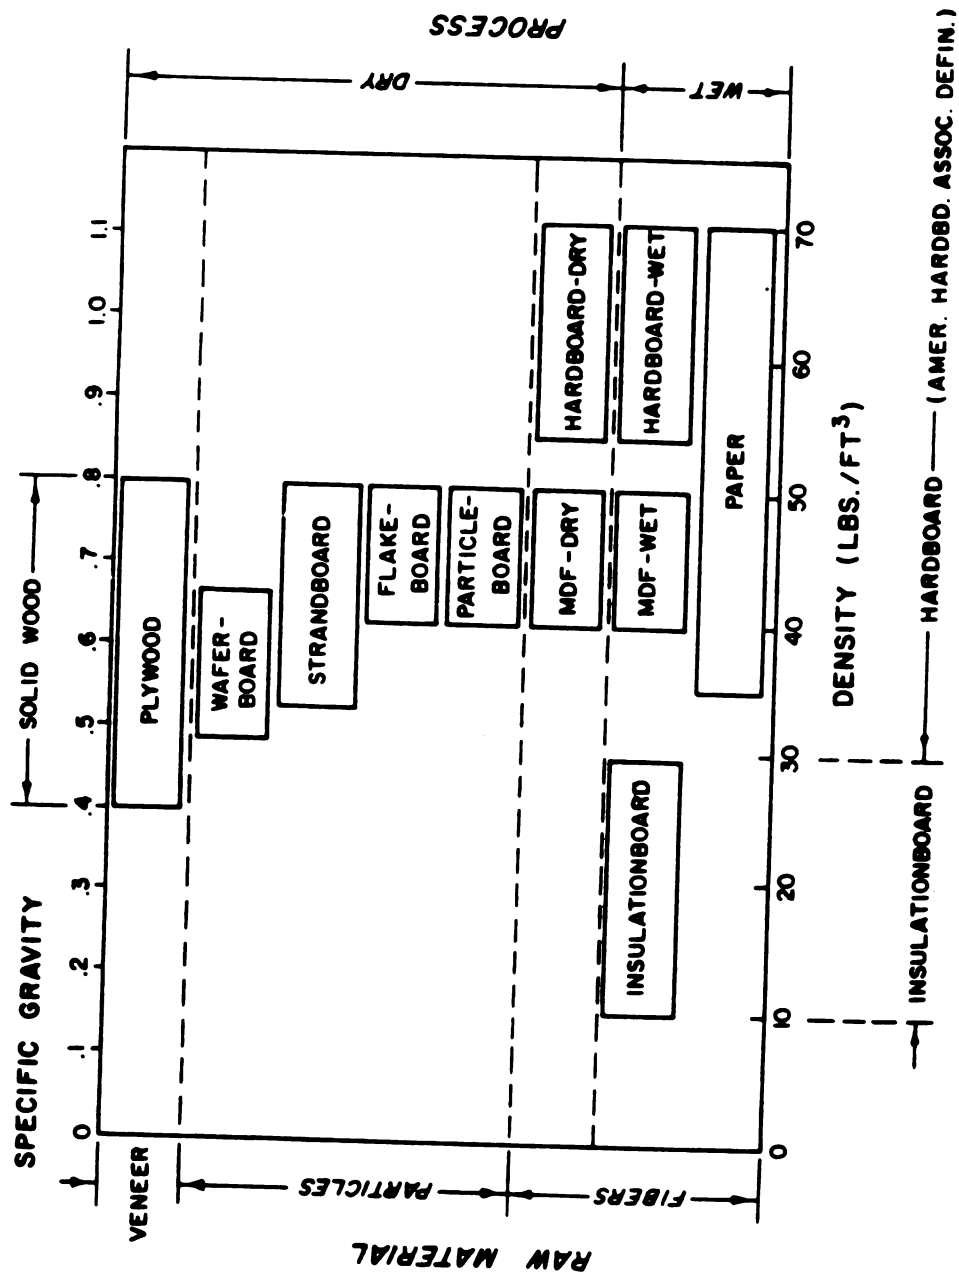 SPECIFIC GRAVITY
0 .1 .2 .3 .4 .5 .6 .7 .8 .9 1.0 1.1
SOLID WOOD
RAW MATERIAL
VENEER
PARTICLES
FIBERS
PLYWOOD
WAFER-
BOARD
STRANDBOARD
FLAKE-
BOARD
PARTICLE-
BOARD
MDF-DRY
HARDBOARD-DRY
INSULATIONBOARD
MDF-WET
HARDBOARD-WET
PAPER
PROCESS
DRY
WET
0 10 20 30 40 50 60 70
DENSITY (LBS./FT³)
INSULATIONBOARD
HARDBOARD
(AMER. HARDBD. ASSOC. DEFIN.)